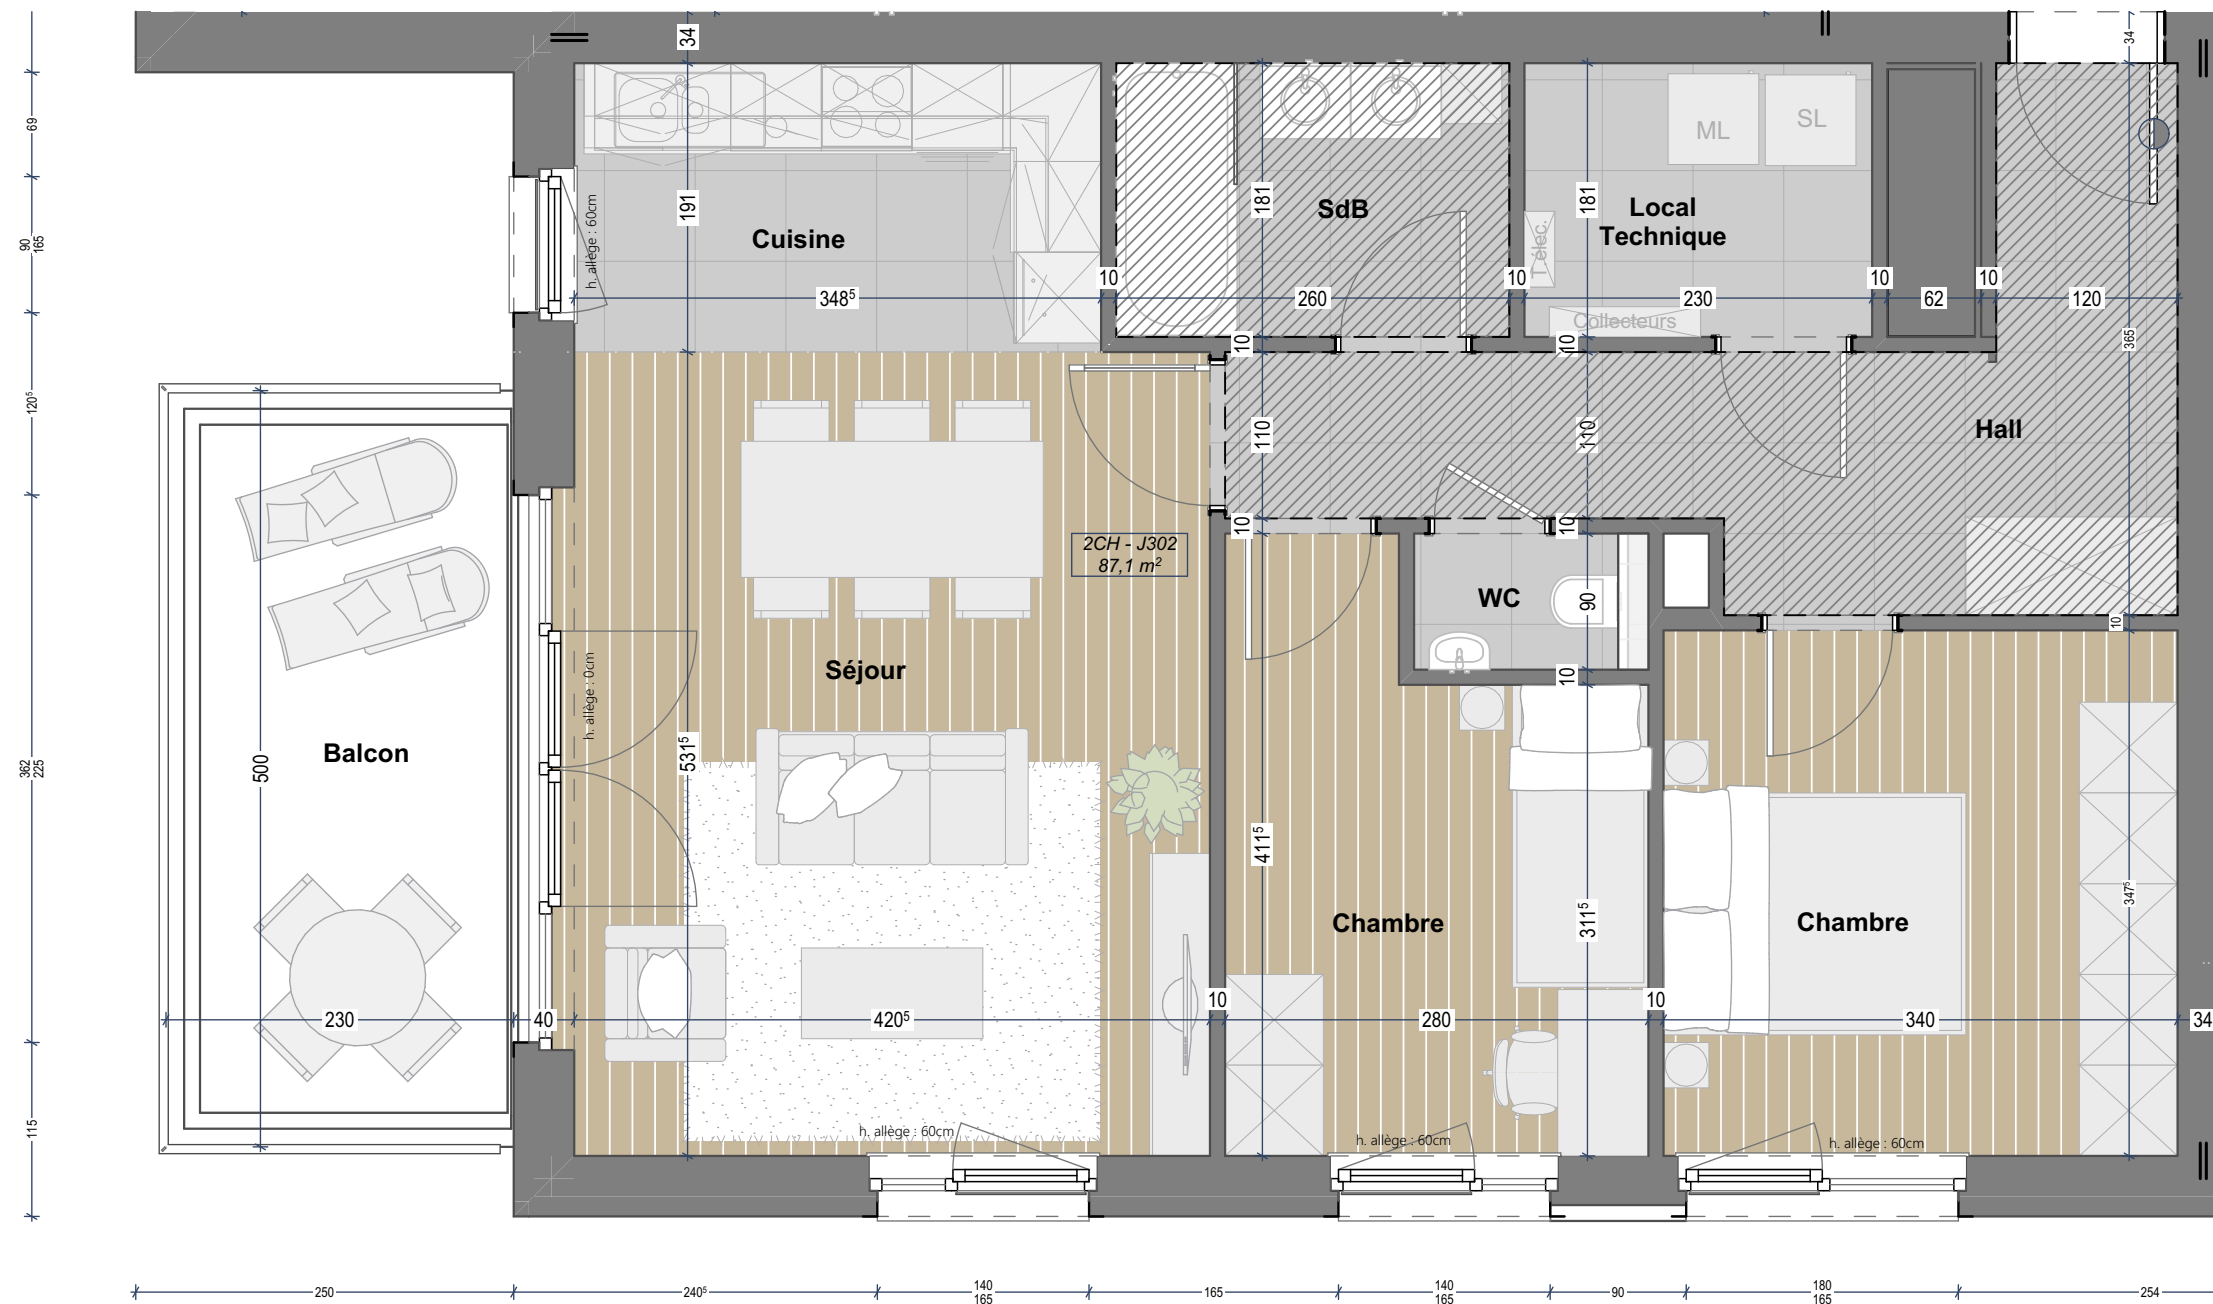 34
34
69
90
165
120⁵
362
225
115
191
181
181
365
h. allège : 60cm
Cuisine
SdB
ML
SL
Local
Technique
T élec.
Collecteurs
348⁵
10
260
10
230
10
62
10
120
10
10
110
110
Hall
10
10
2CH - J302
87,1 m²
WC
90
10
10
Séjour
h. allège : 0cm
531⁵
Balcon
500
411⁵
311⁵
347⁵
Chambre
Chambre
230
40
420⁵
10
280
10
340
34
h. allège : 60cm
h. allège : 60cm
h. allège : 60cm
250
240⁵
140
165
165
140
165
90
180
165
254